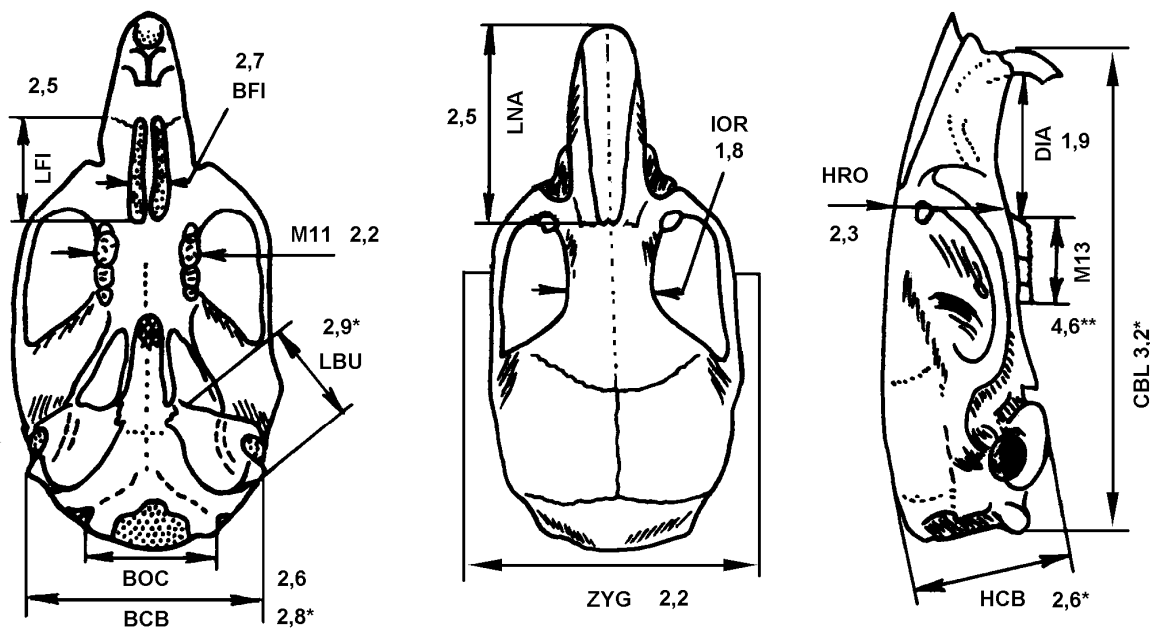 2,5
2,7
BFI
LFI
M11 2,2
2,9*
LBU
BOC
2,6
BCB
2,8*
LNA
2,5
IOR
1,8
ZYG 2,2
HRO
2,3
DIA 1,9
M13
4,6**
CBL 3,2*
HCB 2,6*